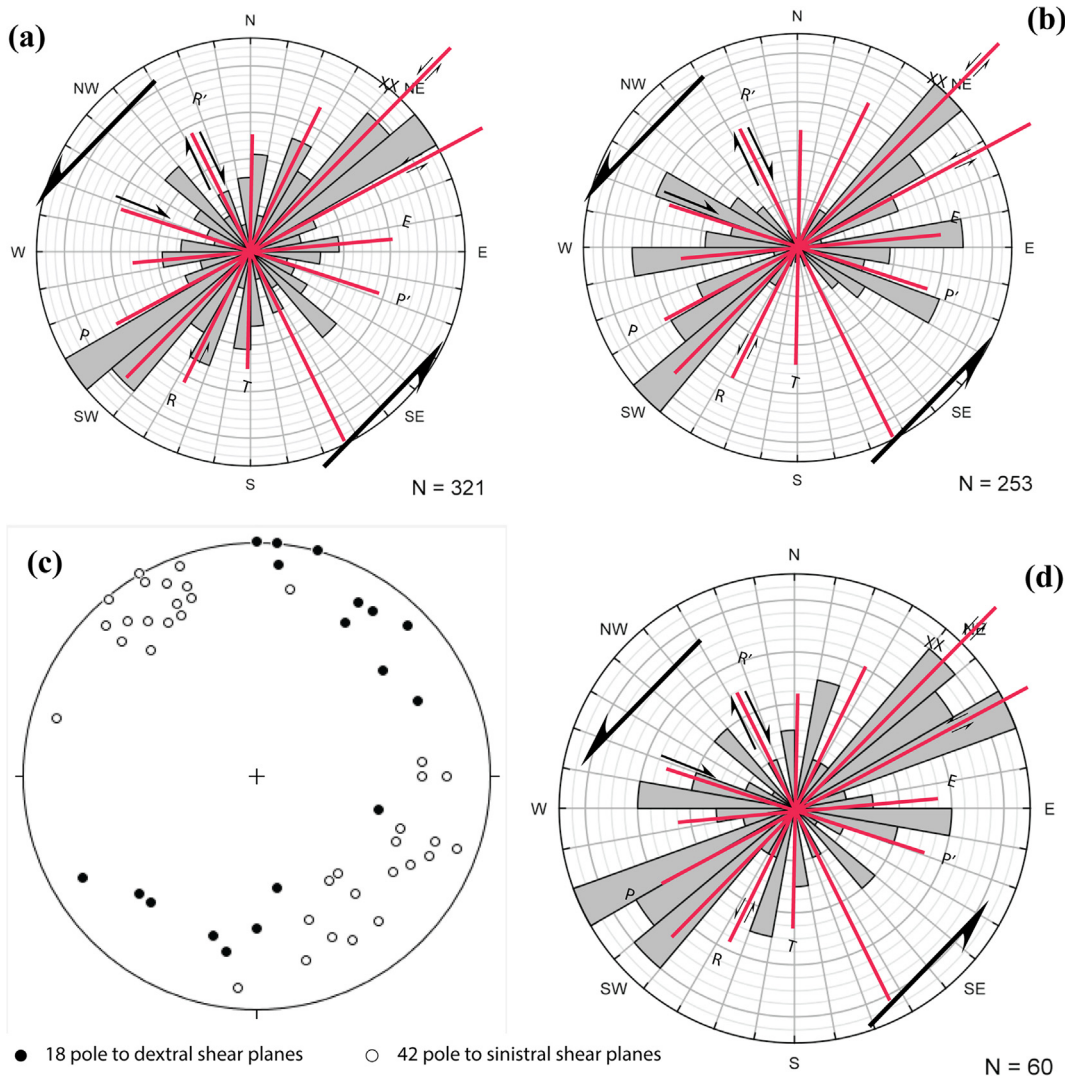 (a)
N
NW
R′
XX NE
W
E
E
P
P′
SW
R
T
SE
S
N = 321
(b)
N
NW
R′
XX NE
W
E
E
P
P′
SW
R
T
SE
S
N = 253
(c)
18 pole to dextral shear planes
42 pole to sinistral shear planes
(d)
N
NW
R′
XX
NE
W
E
E
P
P′
SW
R
T
SE
S
N = 60